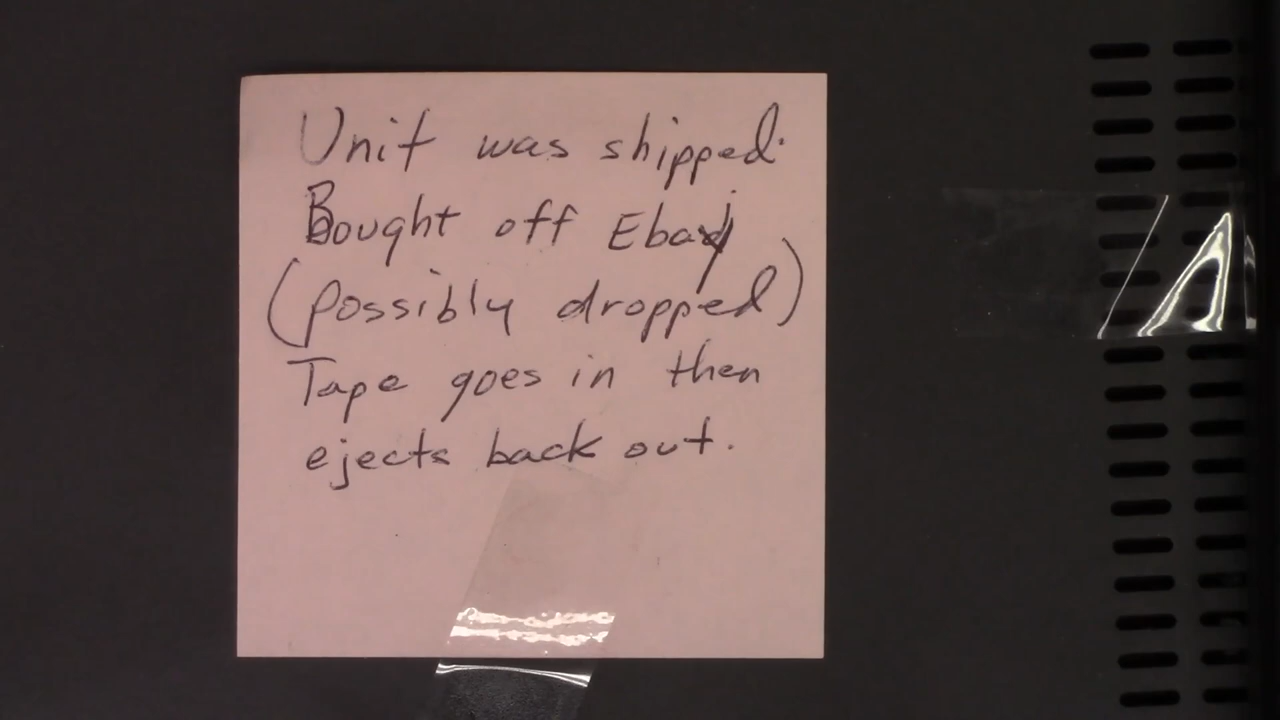 Unit was shipped.
Bought off Ebay
(possibly dropped)
Tape goes in then
ejects back out.